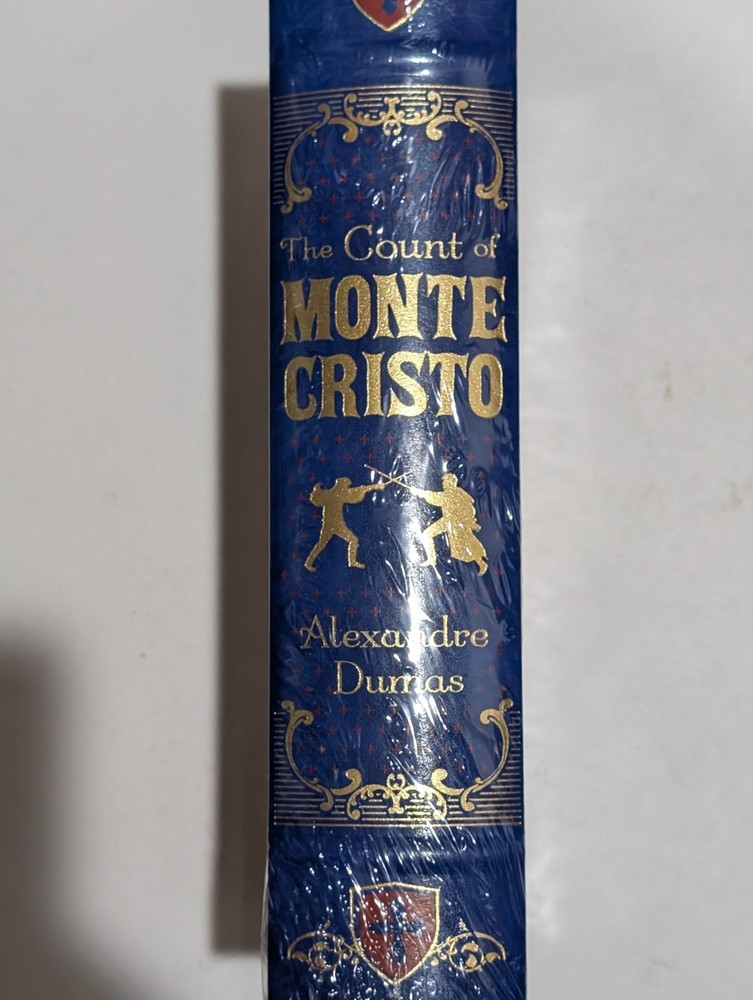 The Count of
MONTE
CRISTO
Alexandre
Dumas